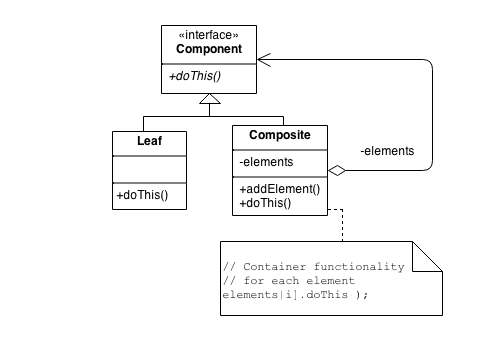 «interface»
Component
+doThis()
Leaf
+doThis()
Composite
-elements
+addElement()
+doThis()
-elements
// Container functionality
// for each element
elements[i].doThis );